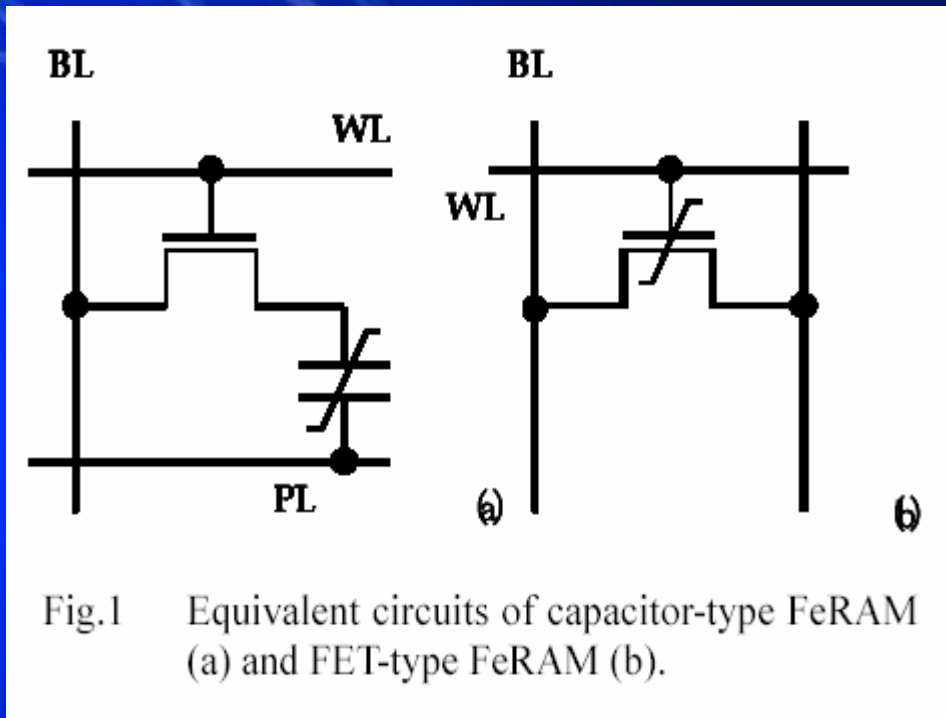 BL
BL
WL
WL
PL
(a)
(b)
Fig.1 Equivalent circuits of capacitor-type FeRAM
(a) and FET-type FeRAM (b).